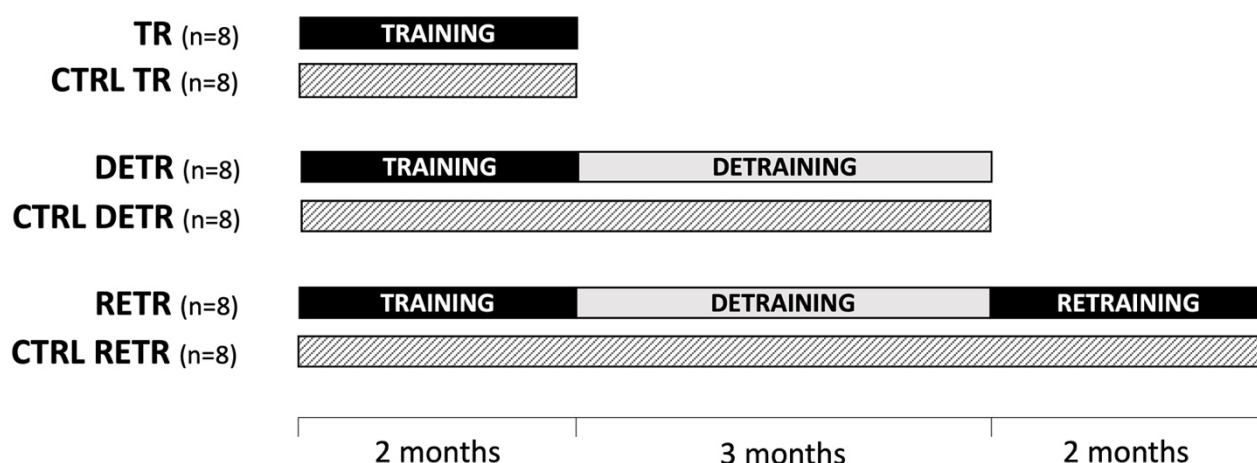 TR (n=8) TRAINING
CTRL TR (n=8)
DETR (n=8) TRAINING DETRAINING
CTRL DETR (n=8)
RETR (n=8) TRAINING DETRAINING RETRAINING
CTRL RETR (n=8)
2 months 3 months 2 months